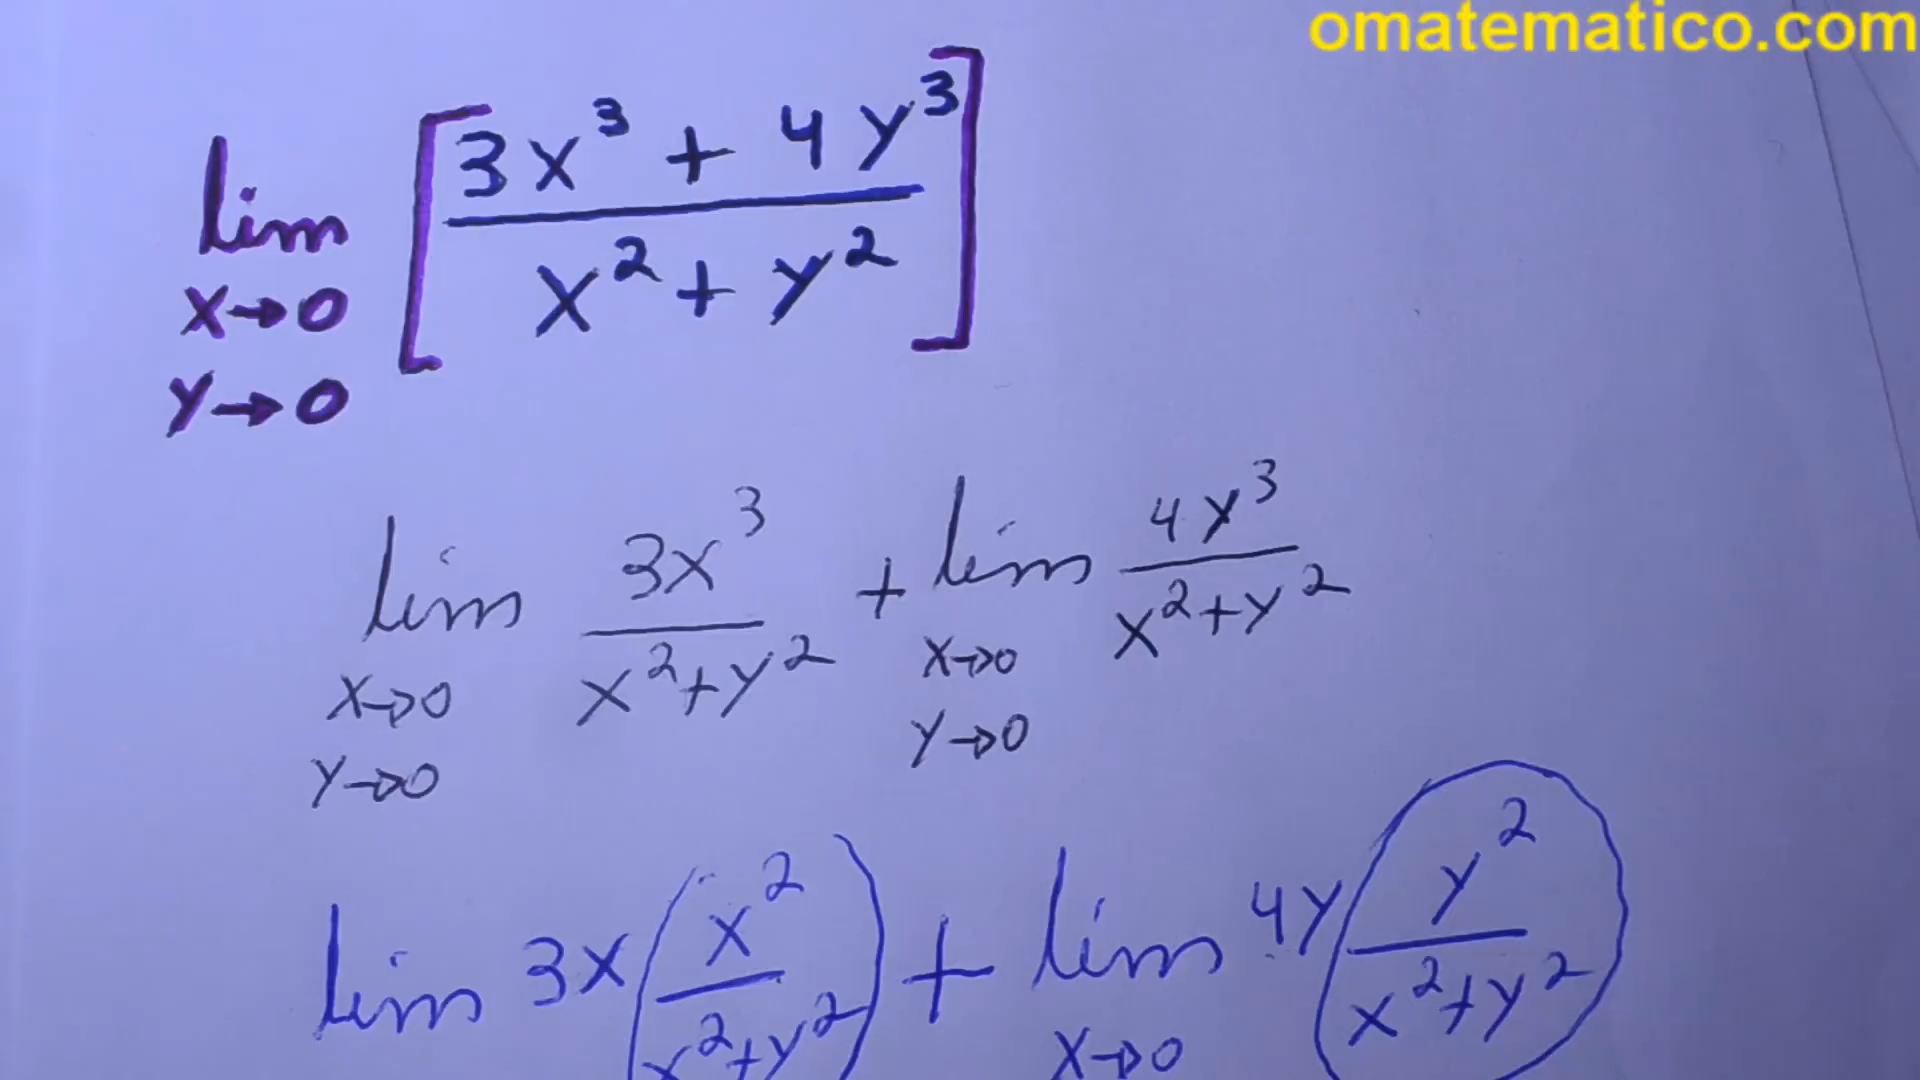 omatematico.com
lim x→0 y→0 [ (3x³ + 4y³) / (x² + y²) ]
lim x→0 y→0 3x³ / (x²+y²) + lim x→0 y→0 4y³ / (x²+y²)
lim 3x ( x² / (x²+y²) ) + lim x→0 4y ( y² / (x²+y²) )